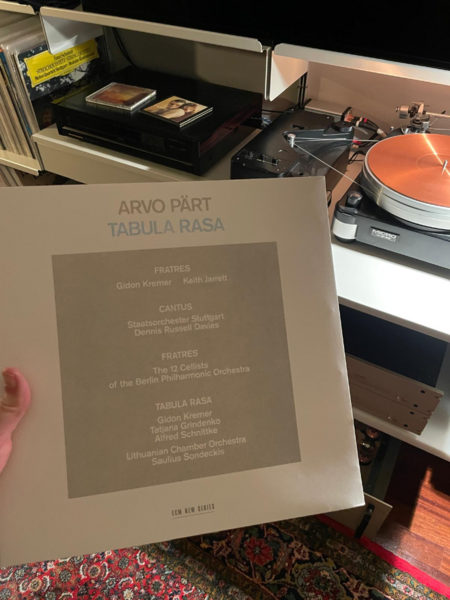 ARVO PÄRT
TABULA RASA
FRATRES
Gidon Kremer Keith Jarrett
CANTUS
Staatsorchester Stuttgart
Dennis Russell Davies
FRATRES
The 12 Cellists
of the Berlin Philharmonic Orchestra
TABULA RASA
Gidon Kremer
Tatjana Grindenko
Alfred Schnittke
Lithuanian Chamber Orchestra
Saulius Sondeckis
ECM NEW SERIES
MICRO